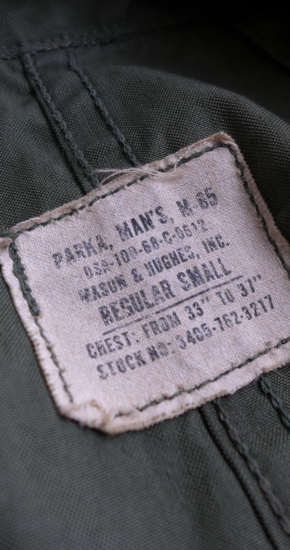 PARKA, MAN'S, M-65
DSA-100-68-C-0612
MASON & HUGHES, INC.
REGULAR SMALL
CHEST: FROM 33" TO 37"
STOCK NO: 3405-782-3217